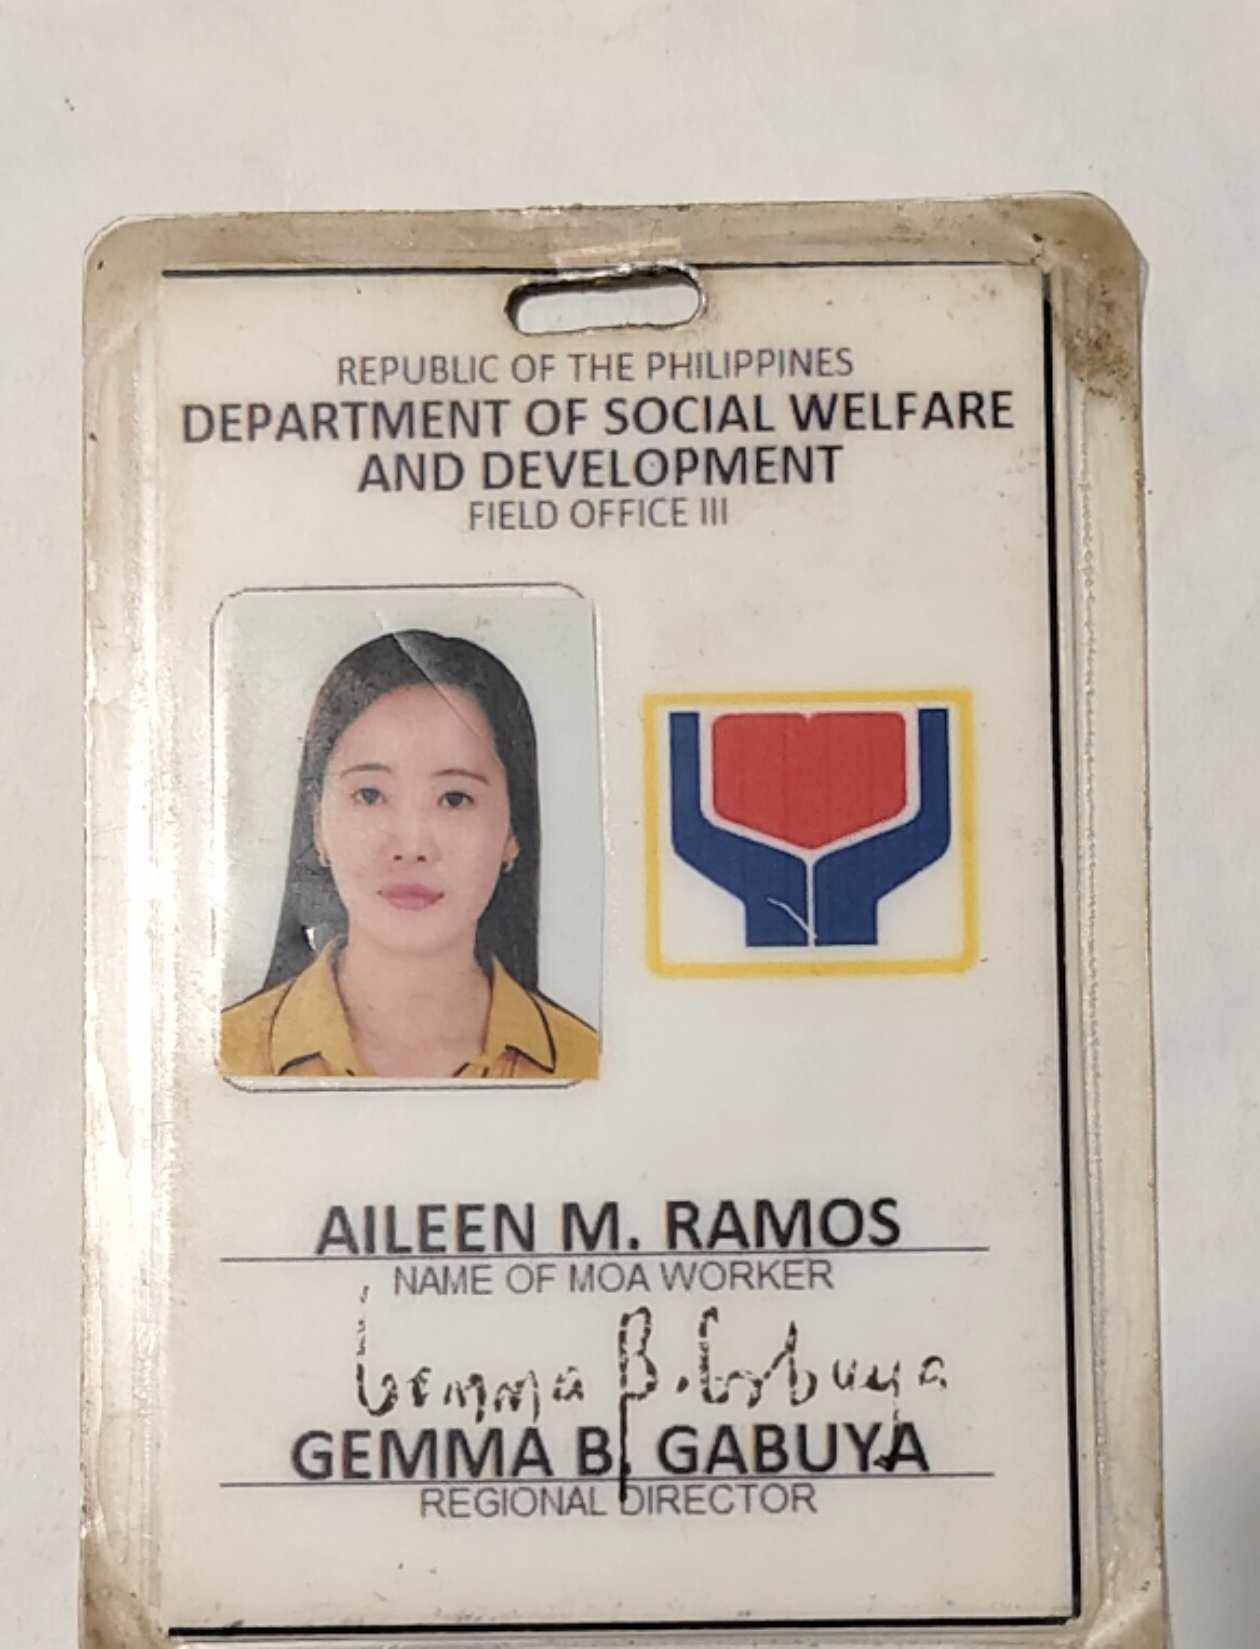 REPUBLIC OF THE PHILIPPINES
DEPARTMENT OF SOCIAL WELFARE
AND DEVELOPMENT
FIELD OFFICE III
AILEEN M. RAMOS
NAME OF MOA WORKER
Gemma B. Gabuya
GEMMA B. GABUYA
REGIONAL DIRECTOR